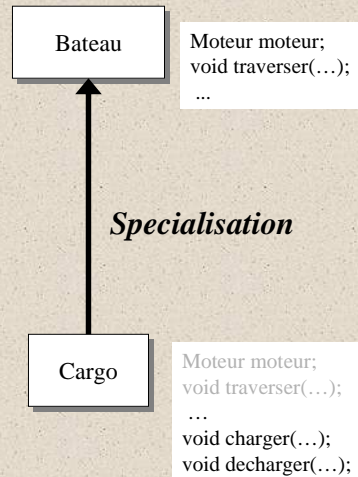 Bateau
Moteur moteur;
void traverser(…);
...
Specialisation
Cargo
Moteur moteur;
void traverser(…);
…
void charger(…);
void decharger(…);